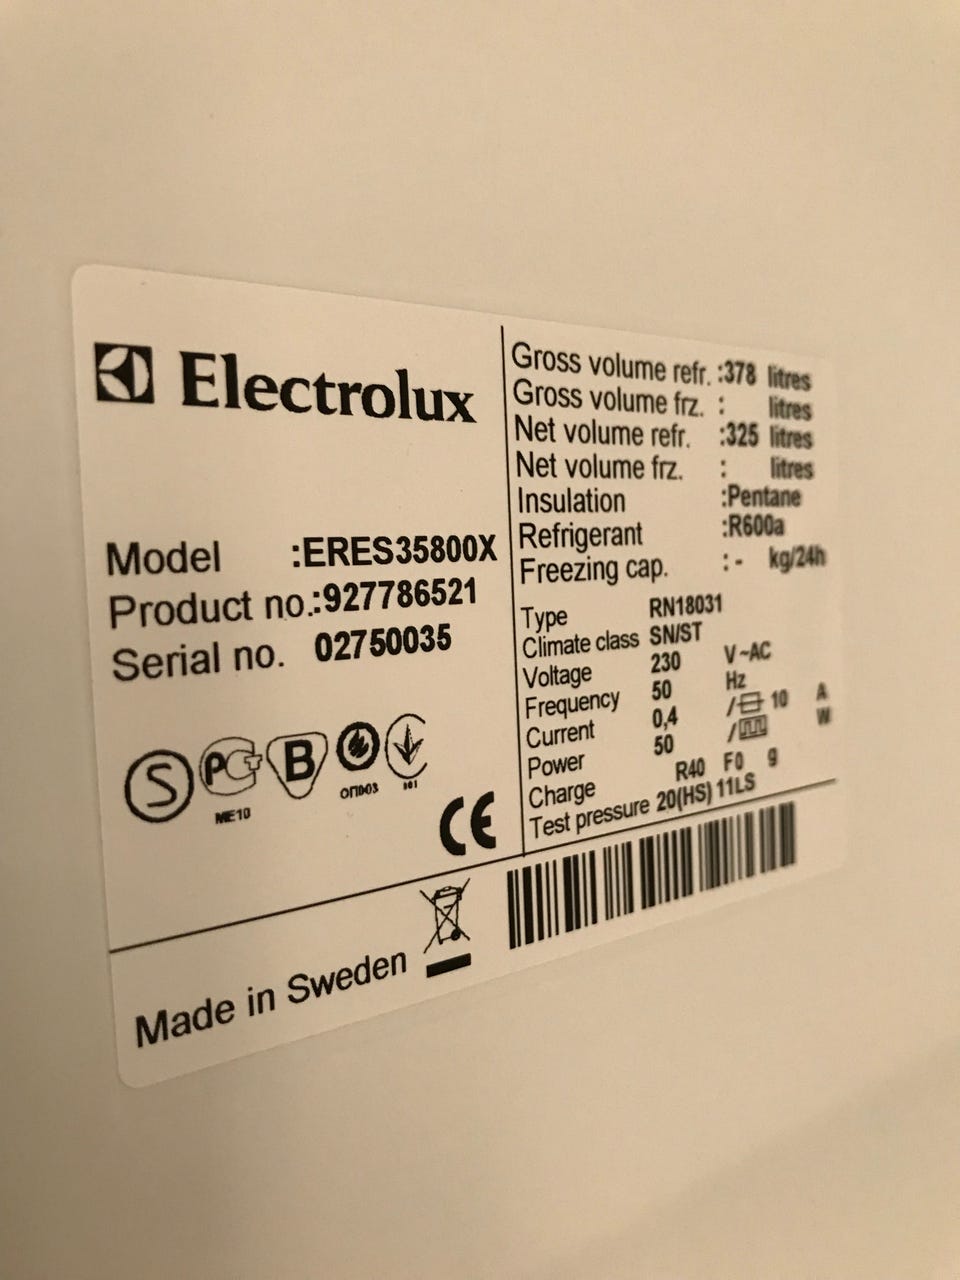 Electrolux
Model :ERES35800X
Product no.:927786521
Serial no. 02750035
S
PG
B
ME10
101
CE
Gross volume refr. :378 litres
Gross volume frz. : litres
Net volume refr. :325 litres
Net volume frz. : litres
Insulation :Pentane
Refrigerant :R600a
Freezing cap. :- kg/24h
Type RN18031
Climate class SN/ST
Voltage 230 V~AC
Frequency 50 Hz
Current 0,4 / 10 A
Power 50 / W
Charge R40 F0 g
Test pressure 20(HS) 11LS
Made in Sweden